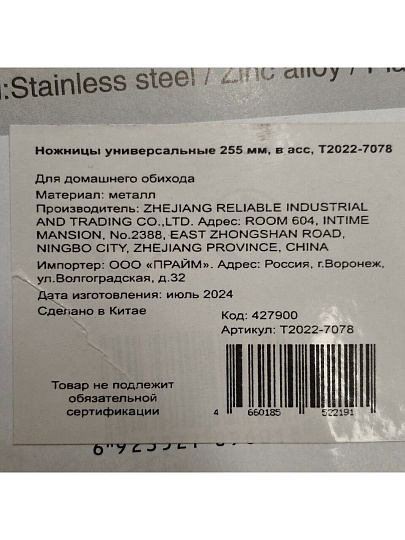 :Stainless steel / Zinc alloy /
Ножницы универсальные 255 мм, в асс, T2022-7078
Для домашнего обихода
Материал: металл
Производитель: ZHEJIANG RELIABLE INDUSTRIAL
AND TRADING CO.,LTD. Адрес: ROOM 604, INTIME
MANSION, No.2388, EAST ZHONGSHAN ROAD,
NINGBO CITY, ZHEJIANG PROVINCE, CHINA
Импортер: ООО «ПРАЙМ». Адрес: Россия, г.Воронеж,
ул.Волгоградская, д.32
Дата изготовления: июль 2024
Сделано в Китае
Код: 427900
Артикул: T2022-7078
Товар не подлежит
обязательной
сертификации
4 660185 522191